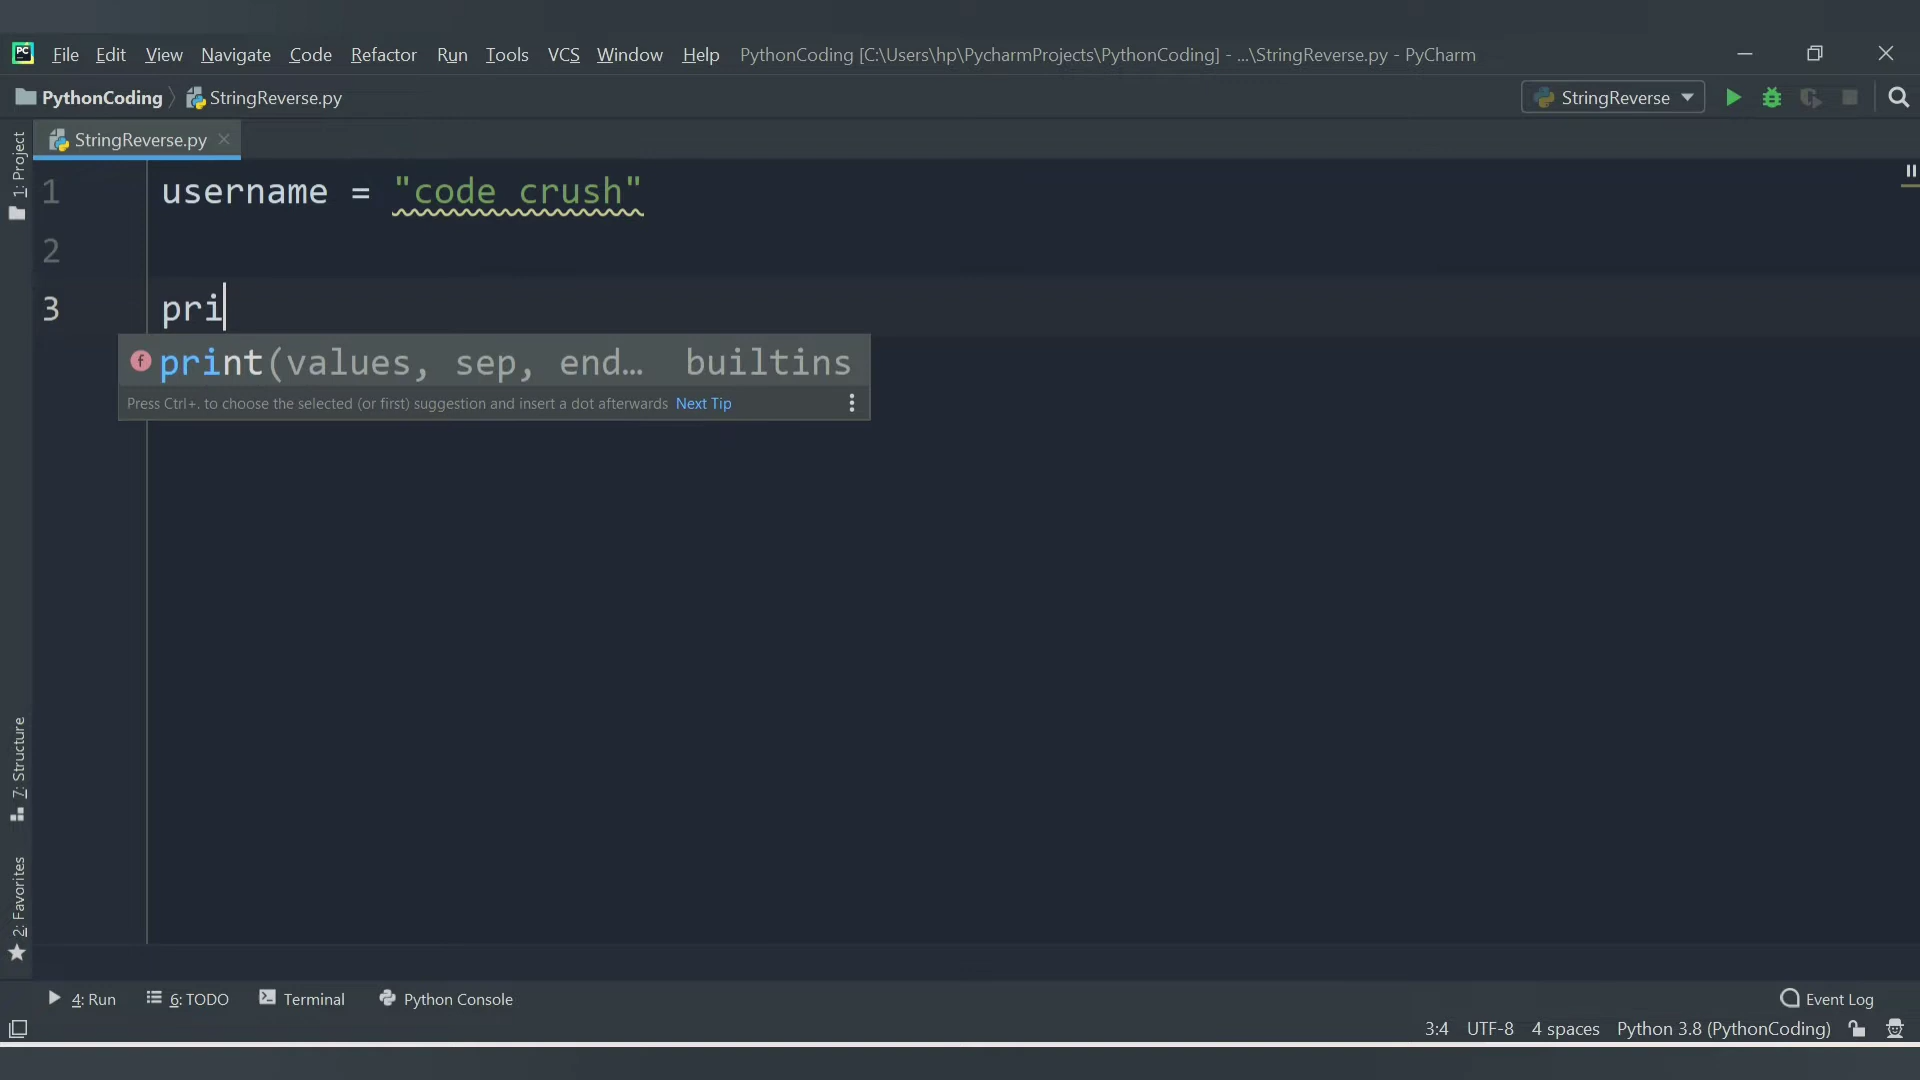 PC File Edit View Navigate Code Refactor Run Tools VCS Window Help PythonCoding [C:\Users\hp\PycharmProjects\PythonCoding] - ...\StringReverse.py - PyCharm
PythonCoding StringReverse.py StringReverse
StringReverse.py
1: Project
1 username = "code crush"
2
3 pri
f print(values, sep, end… builtins
Press Ctrl+. to choose the selected (or first) suggestion and insert a dot afterwards Next Tip
7: Structure
2: Favorites
4: Run 6: TODO Terminal Python Console Event Log
3:4 UTF-8 4 spaces Python 3.8 (PythonCoding)